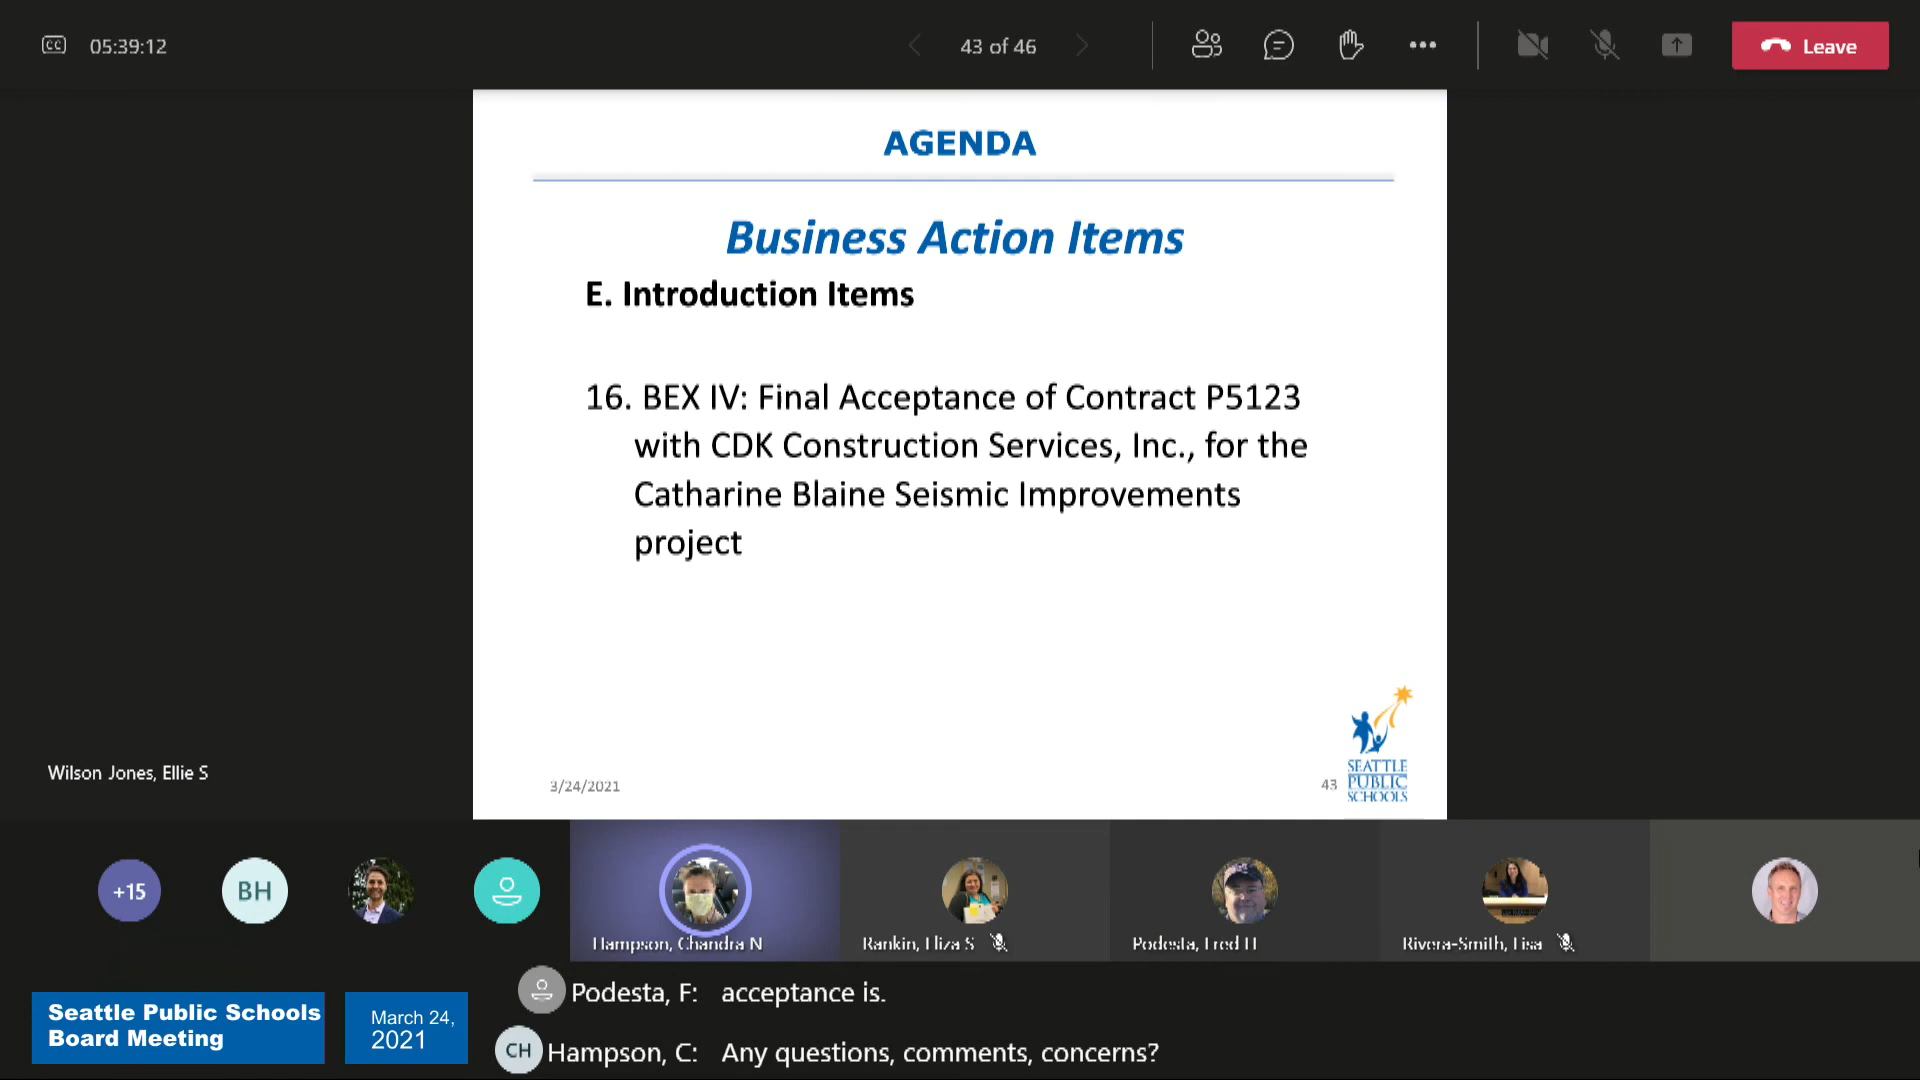 05:39:12
43 of 46
Leave
AGENDA
Business Action Items
E. Introduction Items
16. BEX IV: Final Acceptance of Contract P5123
with CDK Construction Services, Inc., for the
Catharine Blaine Seismic Improvements
project
Wilson Jones, Ellie S
3/24/2021
43
SEATTLE
PUBLIC
SCHOOLS
+15
BH
Hampson, Chandra N
Rankin, Eliza S
Podesta, Fred H
Rivera-Smith, Lisa
Seattle Public Schools
Board Meeting
March 24,
2021
Podesta, F: acceptance is.
CH
Hampson, C: Any questions, comments, concerns?